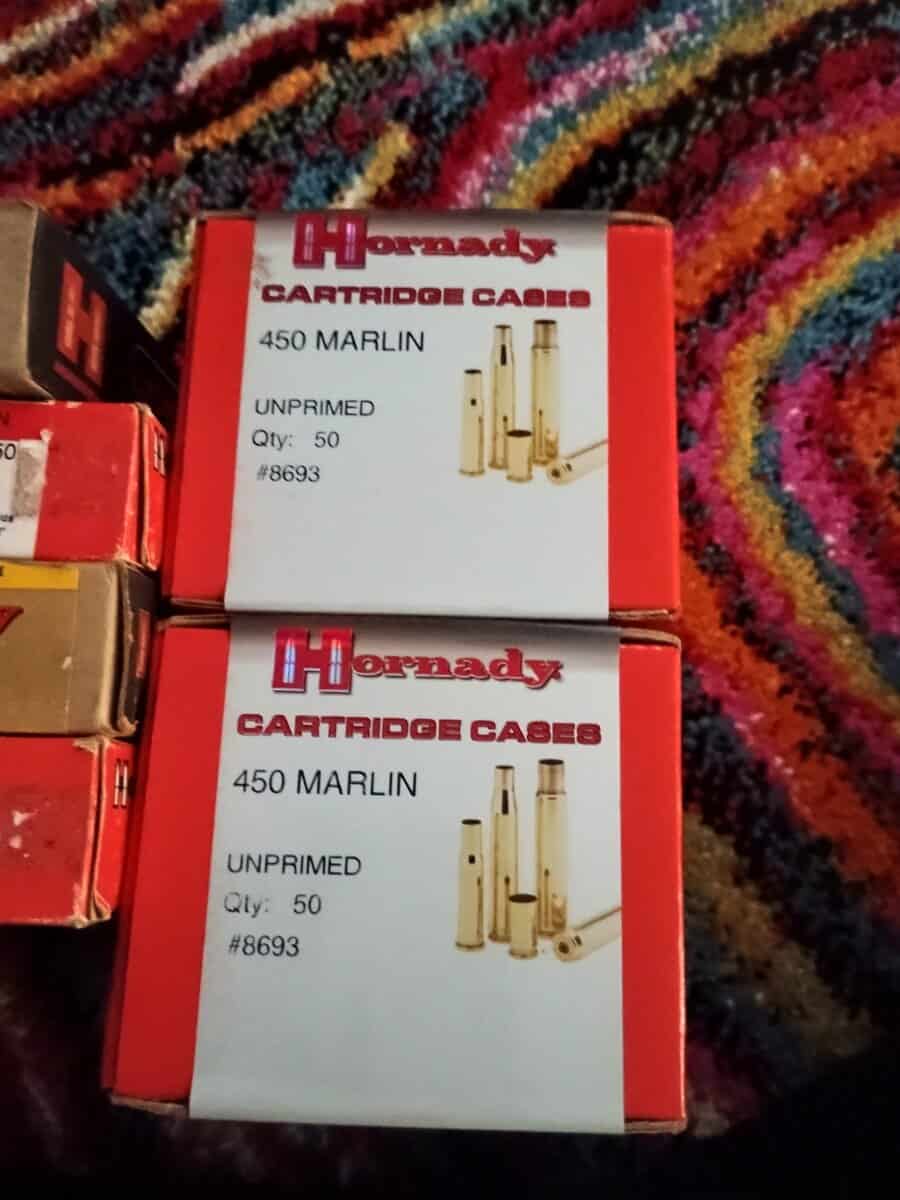 Hornady
CARTRIDGE CASES
450 MARLIN
UNPRIMED
Qty: 50
#8693
Hornady
CARTRIDGE CASES
450 MARLIN
UNPRIMED
Qty: 50
#8693
H
H
H